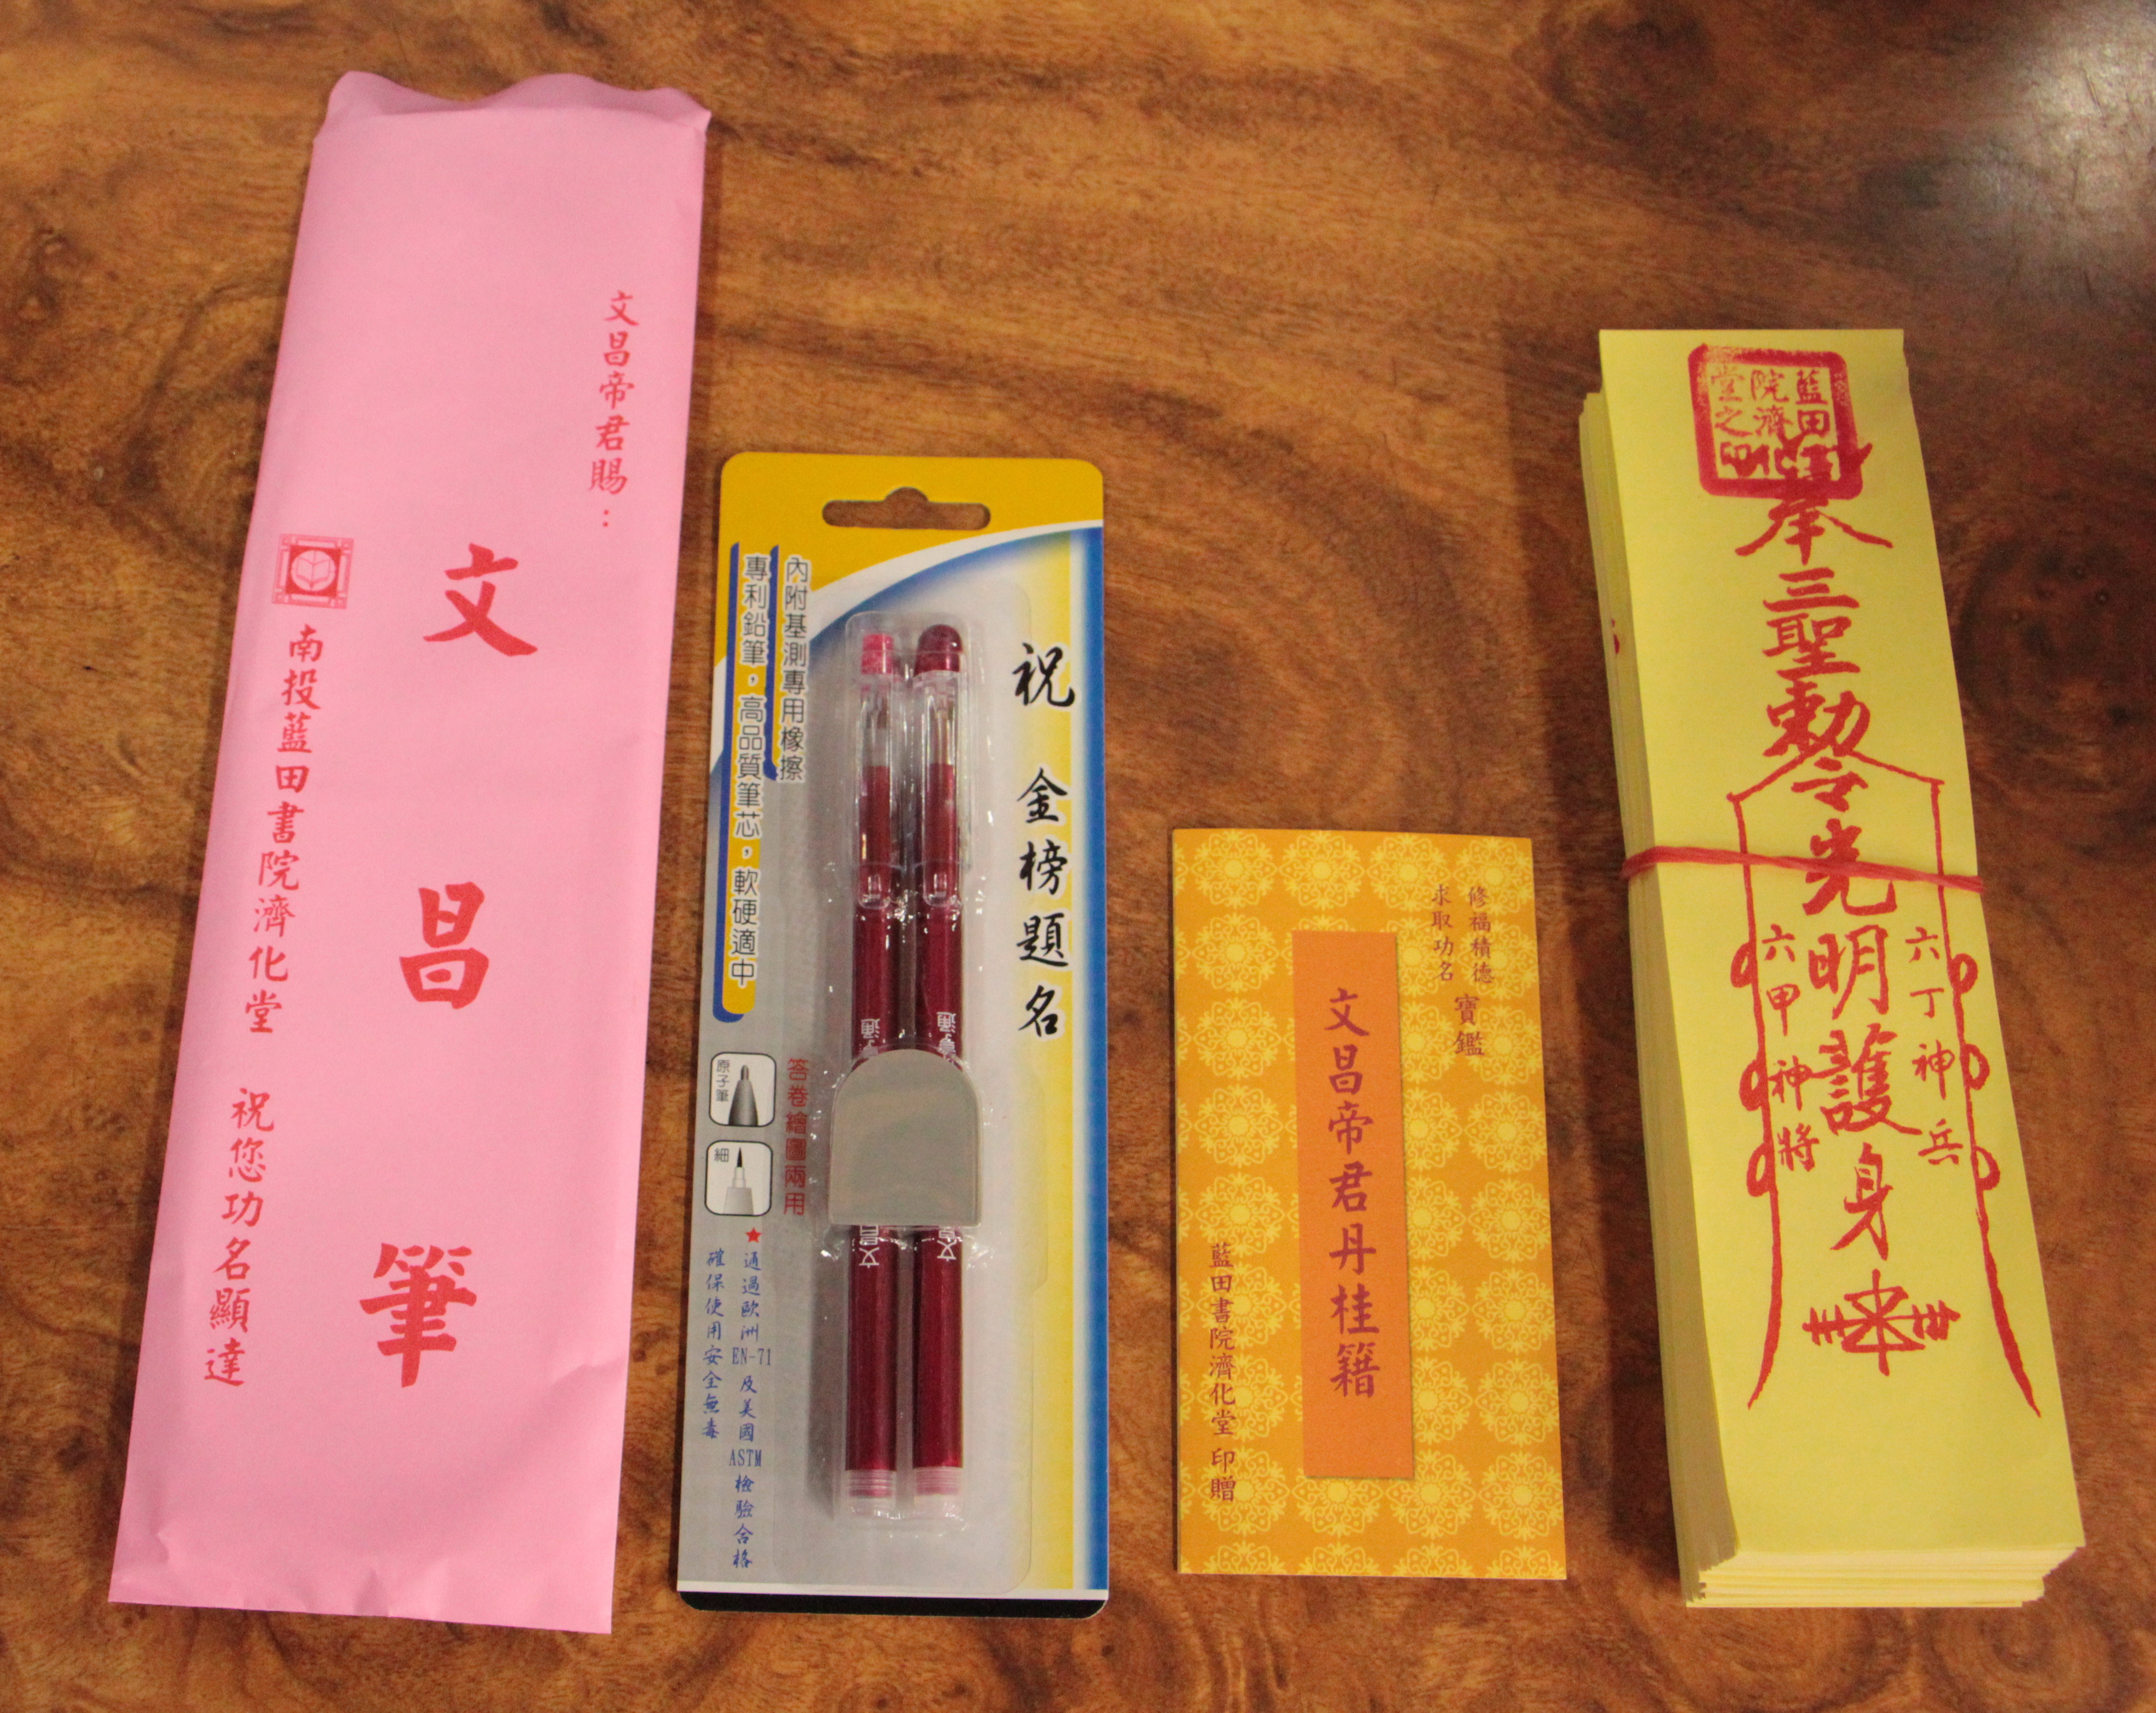 文昌帝君賜：
文昌筆
南投藍田書院濟化堂 祝您功名顯達
祝 金榜題名
內附基測專用橡擦
專利鉛筆，高品質筆芯，軟硬適中
答卷繪圖兩用
原子筆
細
★通過歐洲EN-71及美國ASTM檢驗合格
確保使用安全無毒
修福積德
求取功名
寶鑑
文昌帝君丹桂籍
藍田書院濟化堂 印贈
藍田
院濟化
堂之印
奉三聖勅令光明護身
六丁神兵
六甲神將